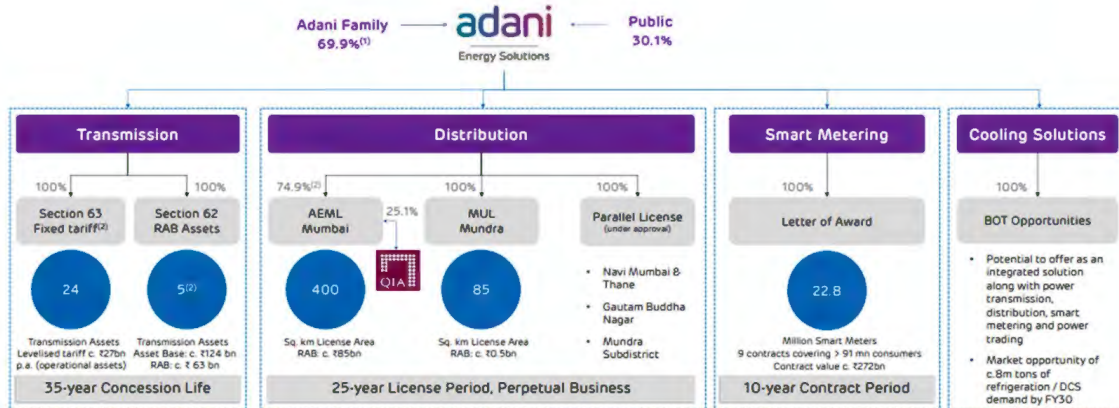 Adani Family
69.9%(1)
adani
Energy Solutions
Public
30.1%
Transmission
100%
100%
Section 63
Fixed tariff(2)
Section 62
RAB Assets
24
5(2)
Transmission Assets
Levelised tariff c. ₹27bn
p.a. (operational assets)
Transmission Assets
Asset Base: c. ₹124 bn
RAB: c. ₹ 63 bn
35-year Concession Life
Distribution
74.9%(2)
100%
100%
AEML
Mumbai
25.1%
QIA
MUL
Mundra
Parallel License
(under approval)
400
85
Sq. km License Area
RAB: c. ₹85bn
Sq. km License Area
RAB: c. ₹0.5bn
• Navi Mumbai &
Thane
• Gautam Buddha
Nagar
• Mundra
Subdistrict
25-year License Period, Perpetual Business
Smart Metering
100%
Letter of Award
22.8
Million Smart Meters
9 contracts covering > 91 mn consumers
Contract value c. ₹272bn
10-year Contract Period
Cooling Solutions
100%
BOT Opportunities
• Potential to offer as an
integrated solution
along with power
transmission,
distribution, smart
metering and power
trading
• Market opportunity of
c.8m tons of
refrigeration / DCS
demand by FY30